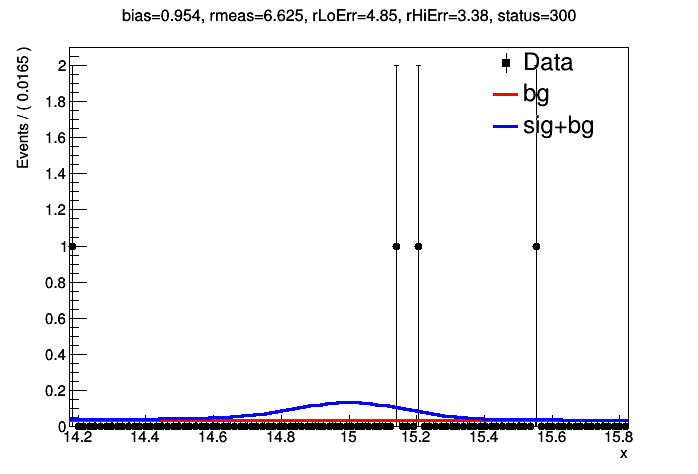 bias=0.954, rmeas=6.625, rLoErr=4.85, rHiErr=3.38, status=300
Events / ( 0.0165 )
2
1.8
1.6
1.4
1.2
1
0.8
0.6
0.4
0.2
0
Data
bg
sig+bg
14.2 14.4 14.6 14.8 15 15.2 15.4 15.6 15.8
x